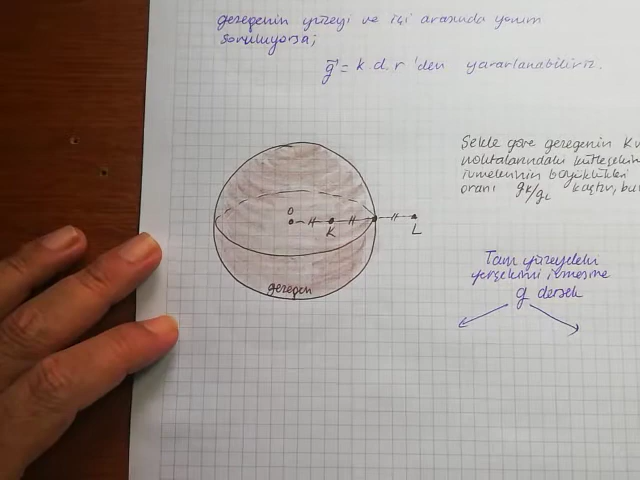 gezegenin yüzeyi ve içi arasında yorum
soruluyorsa;
g⃗ = k.d.r 'den yararlanabiliriz.
Şekle göre gezegenin K v
noktalarındaki kütleçekim
ivmelerinin büyüklükleri
oranı gK/gL kaçtır, bu
O
K
L
gezegen
Tam yüzeydeki
yerçekimi ivmesine
g dersek